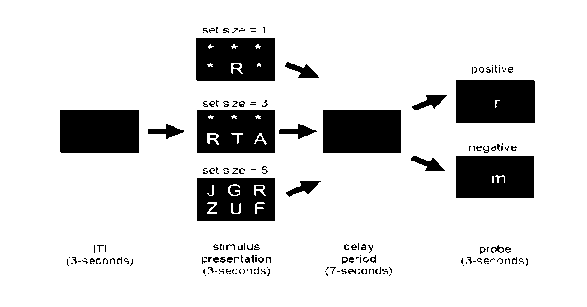 set size = 1
* * *
* R *
set size = 3
* * *
R T A
set size = 6
J G R
Z U F
positive
r
negative
m
ITI
(3-seconds)
stimulus
presentation
(3-seconds)
delay
period
(7-seconds)
probe
(3-seconds)